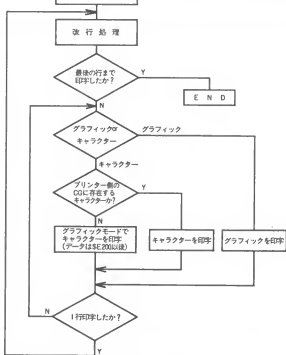 改行処理
最後の行まで
印字したか?
Y
N
END
グラフィックor
キャラクター
グラフィック
キャラクター
プリンター側の
CGに存在する
キャラクターか?
Y
N
グラフィックモードで
キャラクターを印字
(データは$E200以後)
キャラクターを印字
グラフィックを印字
N
1行印字したか?
Y